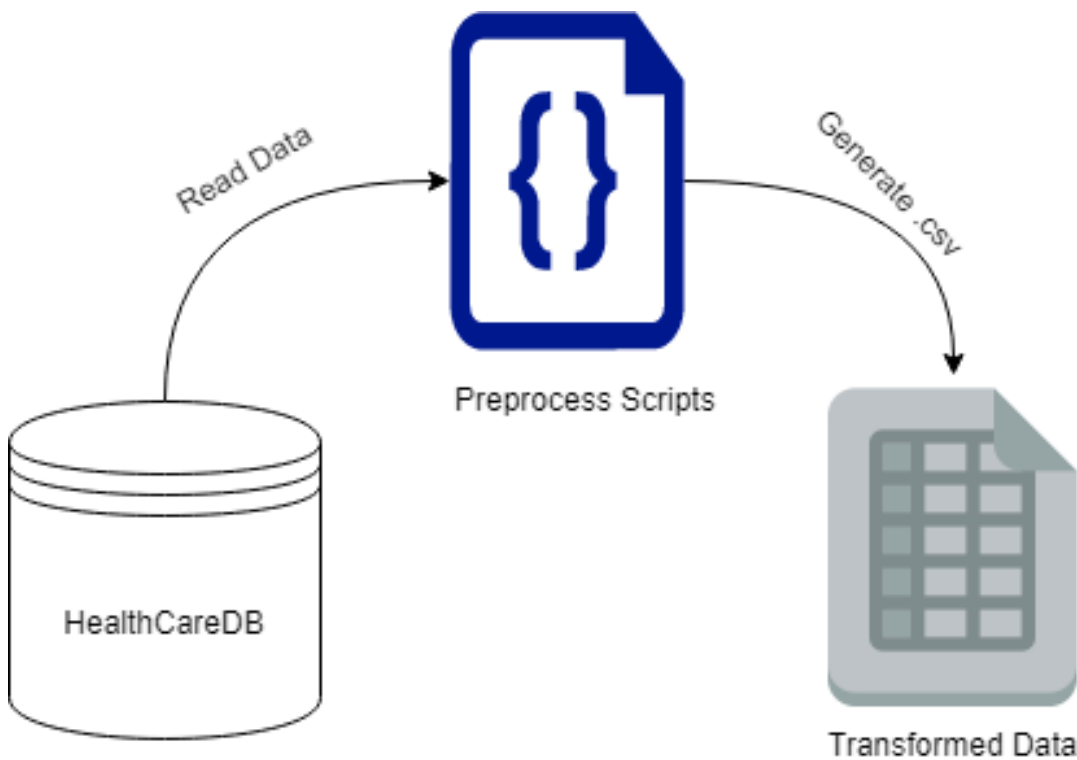 Read Data
Generate .csv
Preprocess Scripts
HealthCareDB
Transformed Data